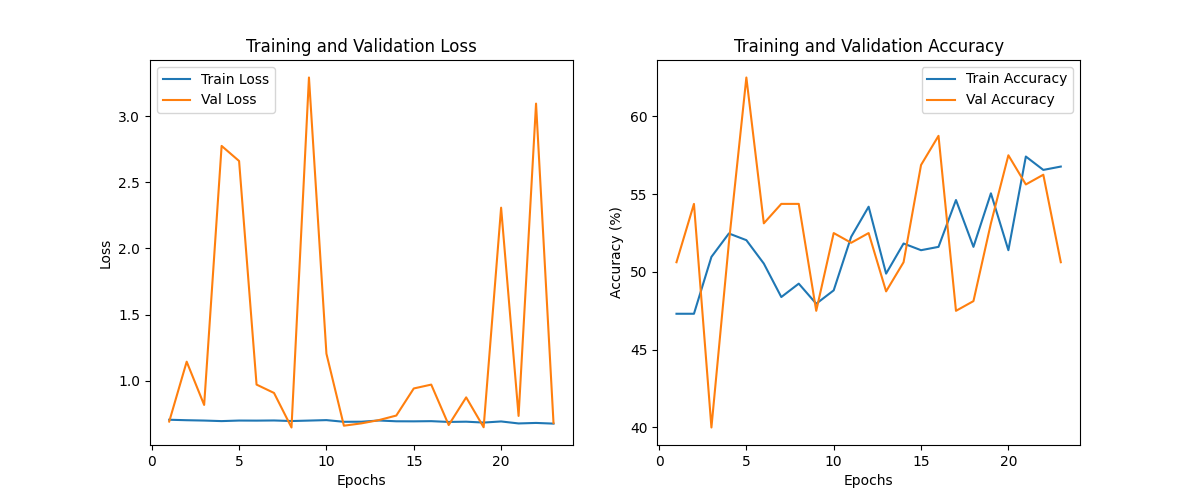 Training and Validation Loss
Train Loss
Val Loss
3.0
2.5
2.0
1.5
1.0
Loss
0
5
10
15
20
Epochs
Training and Validation Accuracy
Train Accuracy
Val Accuracy
60
55
50
45
40
Accuracy (%)
0
5
10
15
20
Epochs